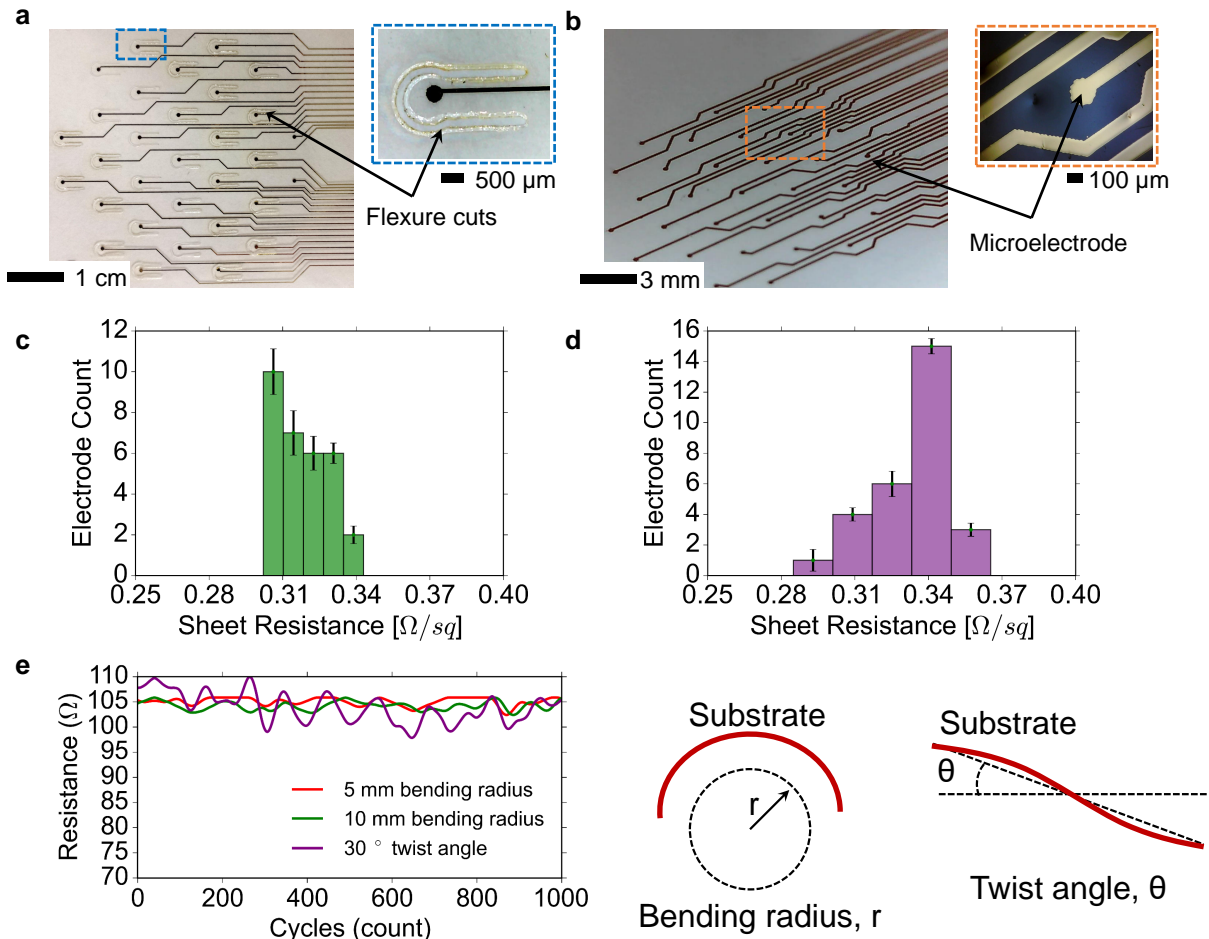 a
500 µm
Flexure cuts
1 cm
b
100 µm
Microelectrode
3 mm
c
12
10
8
6
4
2
0
Electrode Count
0.25 0.28 0.31 0.34 0.37 0.40
Sheet Resistance [Ω/sq]
d
16
14
12
10
8
6
4
2
0
Electrode Count
0.25 0.28 0.31 0.34 0.37 0.40
Sheet Resistance [Ω/sq]
e
110
105
100
95
90
85
80
75
70
Resistance (Ω)
5 mm bending radius
10 mm bending radius
30 ° twist angle
0 200 400 600 800 1000
Cycles (count)
Substrate
r
Bending radius, r
Substrate
θ
Twist angle, θ